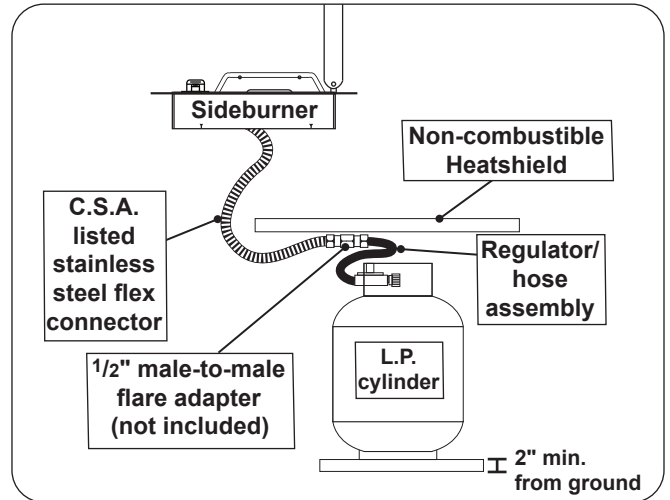 Sideburner
Non-combustible
Heatshield
C.S.A.
listed
stainless
steel flex
connector
Regulator/
hose
assembly
1/2" male-to-male
flare adapter
(not included)
L.P.
cylinder
2" min.
from ground